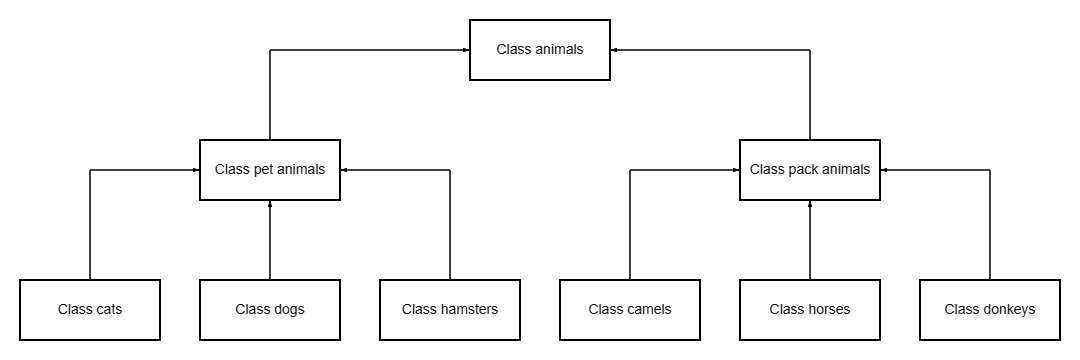 Class animals
Class pet animals
Class pack animals
Class cats
Class dogs
Class hamsters
Class camels
Class horses
Class donkeys